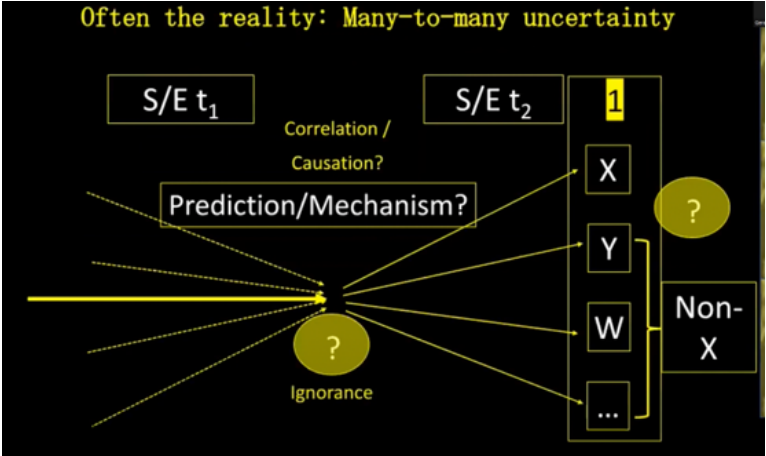 Often the reality: Many-to-many uncertainty
S/E t₁
S/E t₂
1
Correlation /
Causation?
Prediction/Mechanism?
X
?
Y
W
Non-
X
...
?
Ignorance